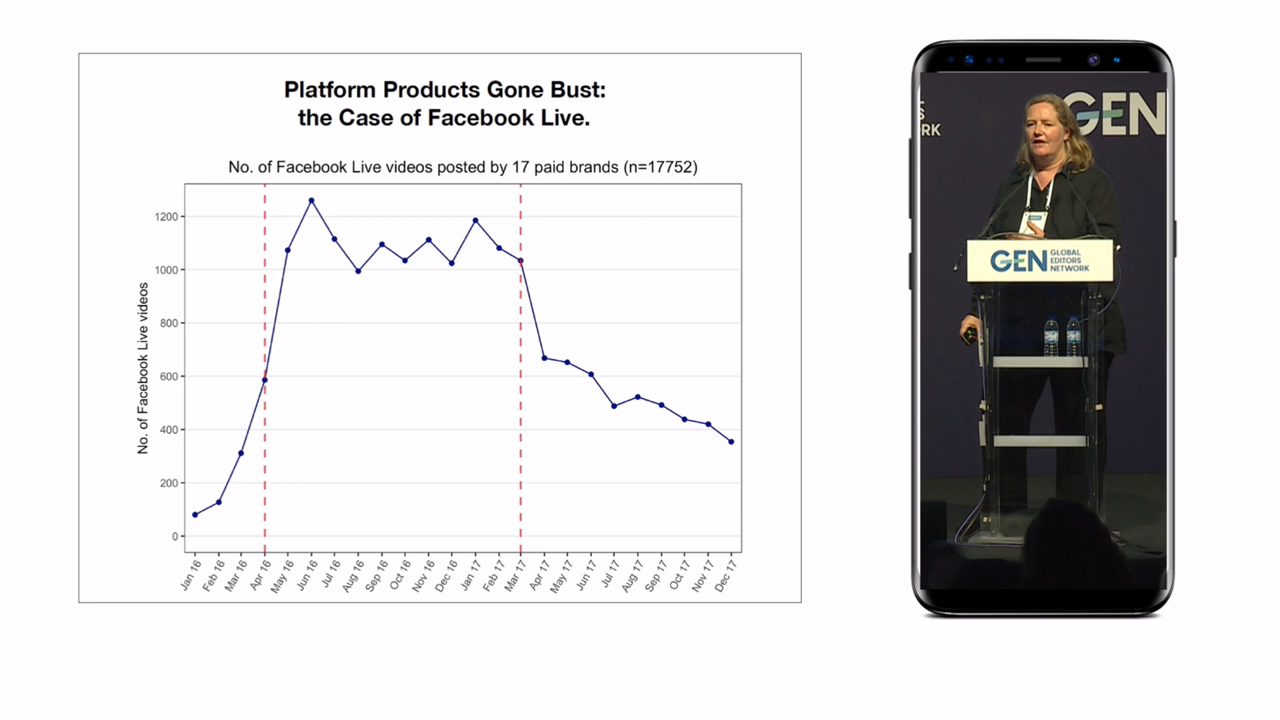 Platform Products Gone Bust:
the Case of Facebook Live.
No. of Facebook Live videos posted by 17 paid brands (n=17752)
No. of Facebook Live videos
1200
1000
800
600
400
200
0
Jan 16
Feb 16
Mar 16
Apr 16
May 16
Jun 16
Jul 16
Aug 16
Sep 16
Oct 16
Nov 16
Dec 16
Jan 17
Feb 17
Mar 17
Apr 17
May 17
Jun 17
Jul 17
Aug 17
Sep 17
Oct 17
Nov 17
Dec 17
GEN
S
RK
GEN GLOBAL
EDITORS
NETWORK